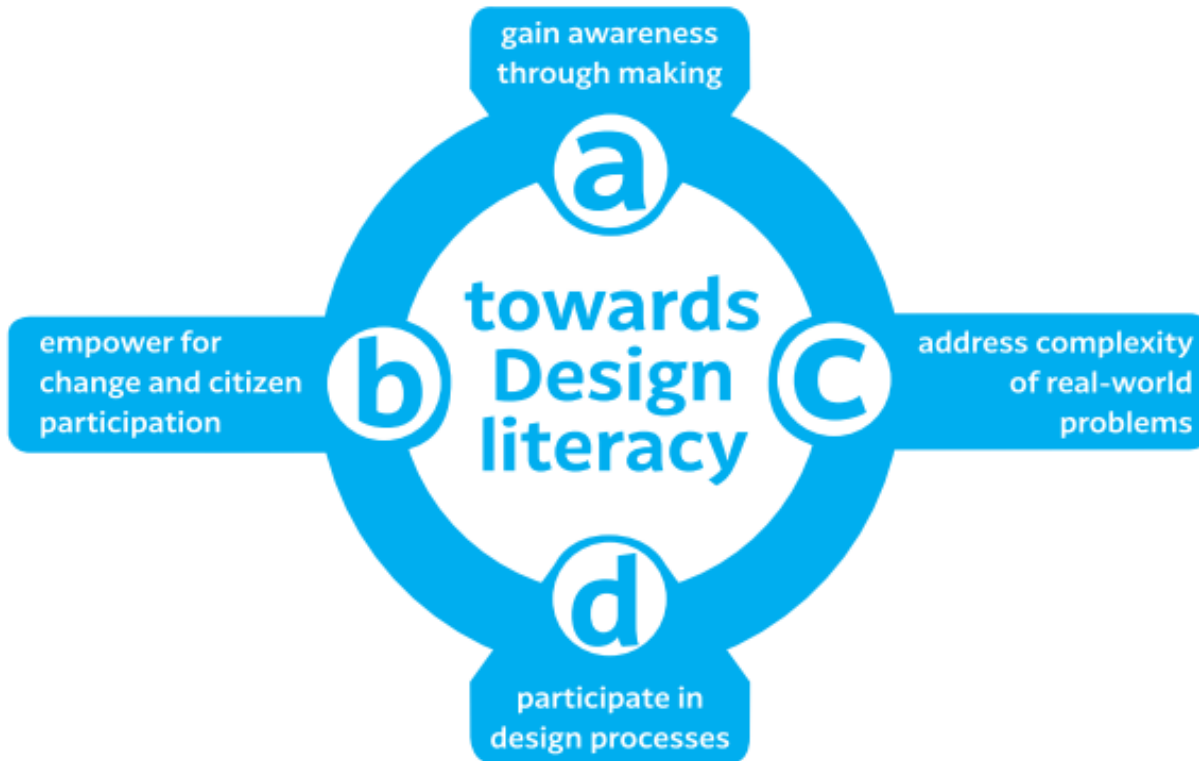 gain awareness
through making
a
towards
Design
literacy
b
empower for
change and citizen
participation
c
address complexity
of real-world
problems
d
participate in
design processes